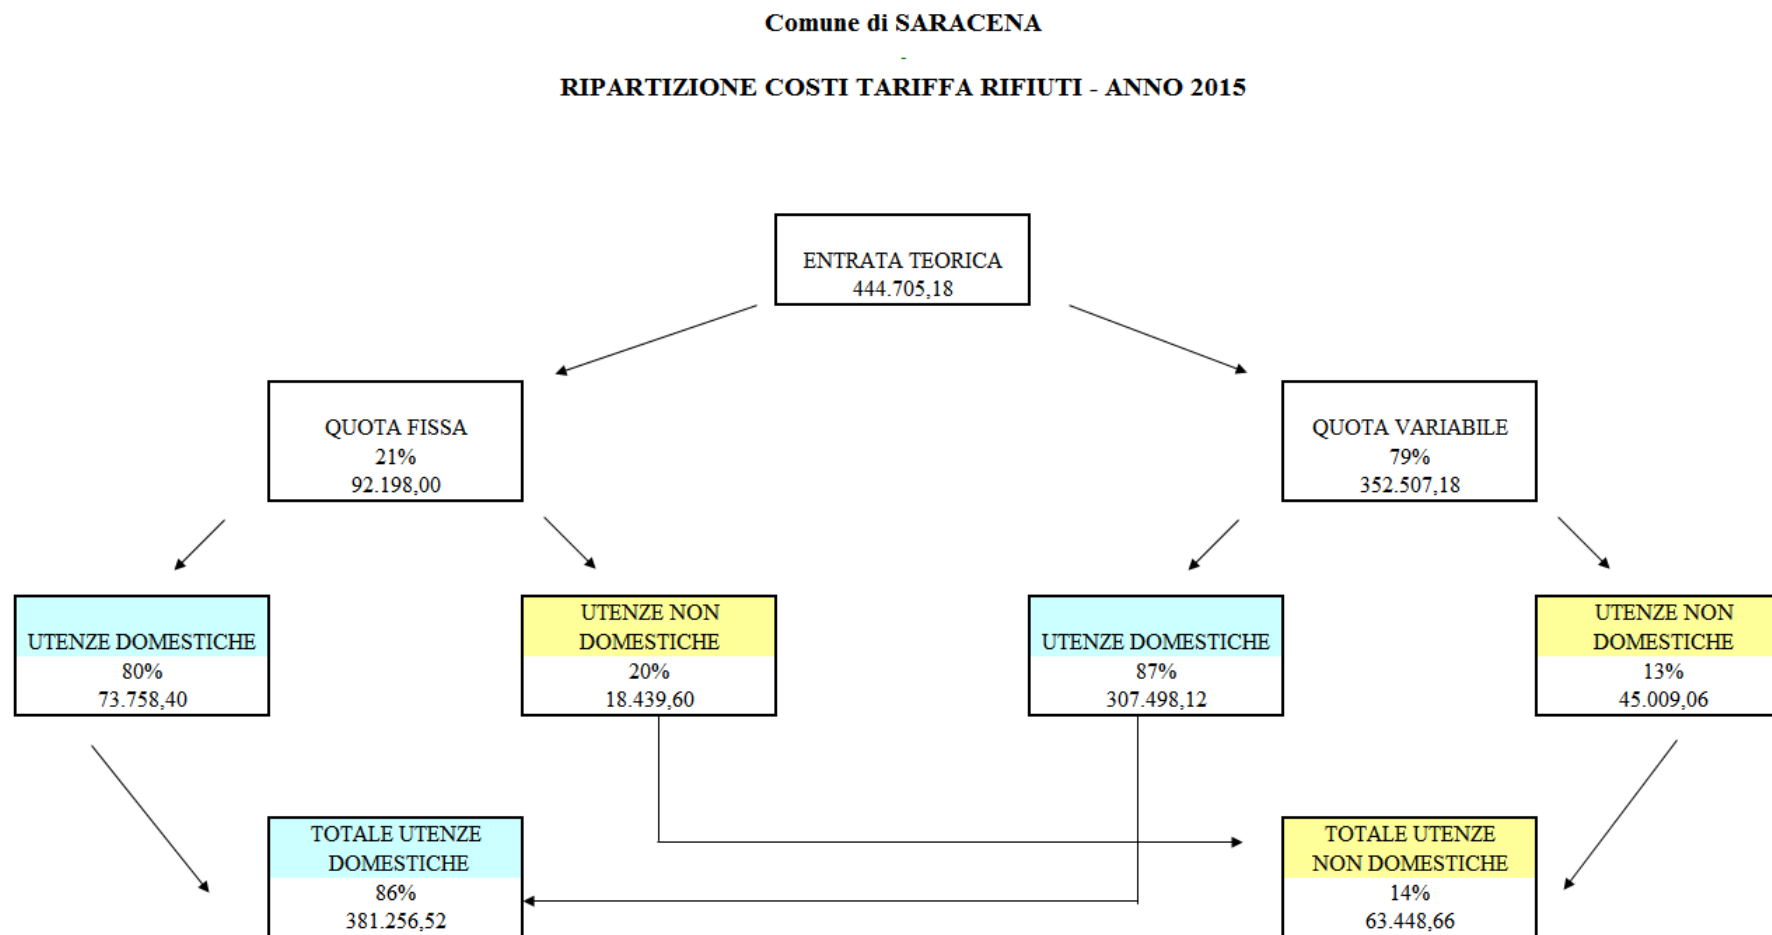 Comune di SARACENA
-
RIPARTIZIONE COSTI TARIFFA RIFIUTI - ANNO 2015
ENTRATA TEORICA
444.705,18
QUOTA FISSA
21%
92.198,00
QUOTA VARIABILE
79%
352.507,18
UTENZE DOMESTICHE
80%
73.758,40
UTENZE NON
DOMESTICHE
20%
18.439,60
UTENZE DOMESTICHE
87%
307.498,12
UTENZE NON
DOMESTICHE
13%
45.009,06
TOTALE UTENZE
DOMESTICHE
86%
381.256,52
TOTALE UTENZE
NON DOMESTICHE
14%
63.448,66